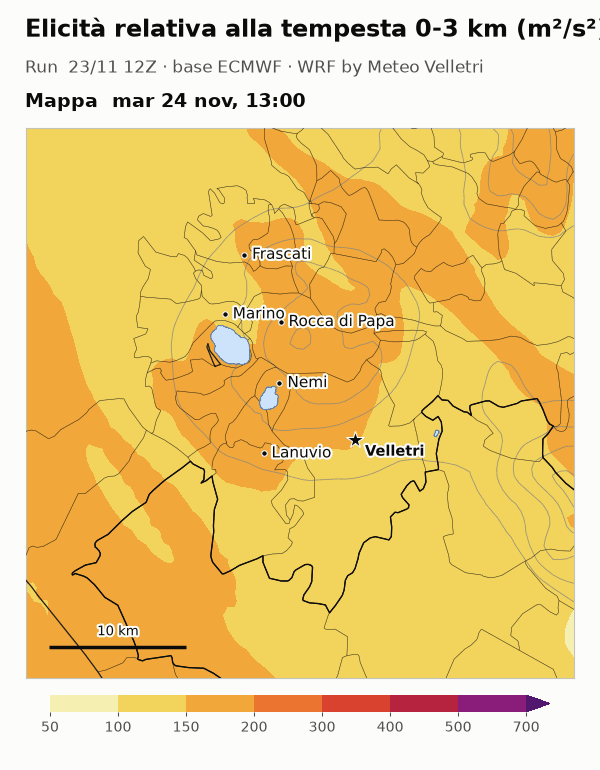 Elicità relativa alla tempesta 0-3 km (m²/s²)
Run  23/11 12Z · base ECMWF · WRF by Meteo Velletri
Mappa  mar 24 nov, 13:00
Frascati
Marino
Rocca di Papa
Nemi
Velletri
Lanuvio
10 km
50 100 150 200 300 400 500 700